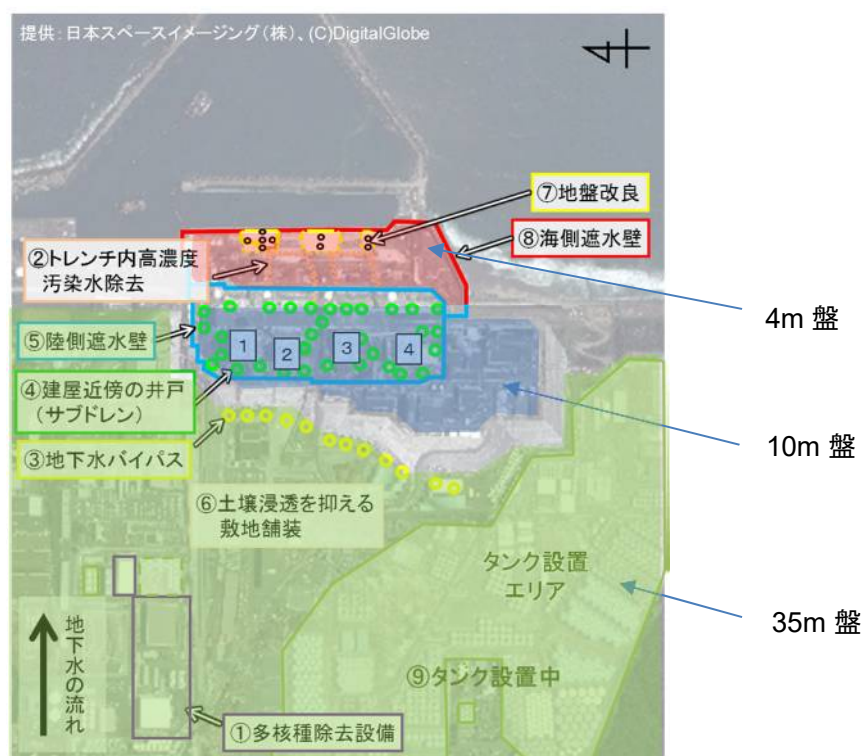 提供：日本スペースイメージング（株）、(C)DigitalGlobe
⑦地盤改良
⑧海側遮水壁
②トレンチ内高濃度
汚染水除去
4m 盤
⑤陸側遮水壁
1
2
3
4
④建屋近傍の井戸
（サブドレン）
10m 盤
③地下水バイパス
⑥土壌浸透を抑える
敷地舗装
タンク設置
エリア
35m 盤
地下水の流れ
⑨タンク設置中
①多核種除去設備